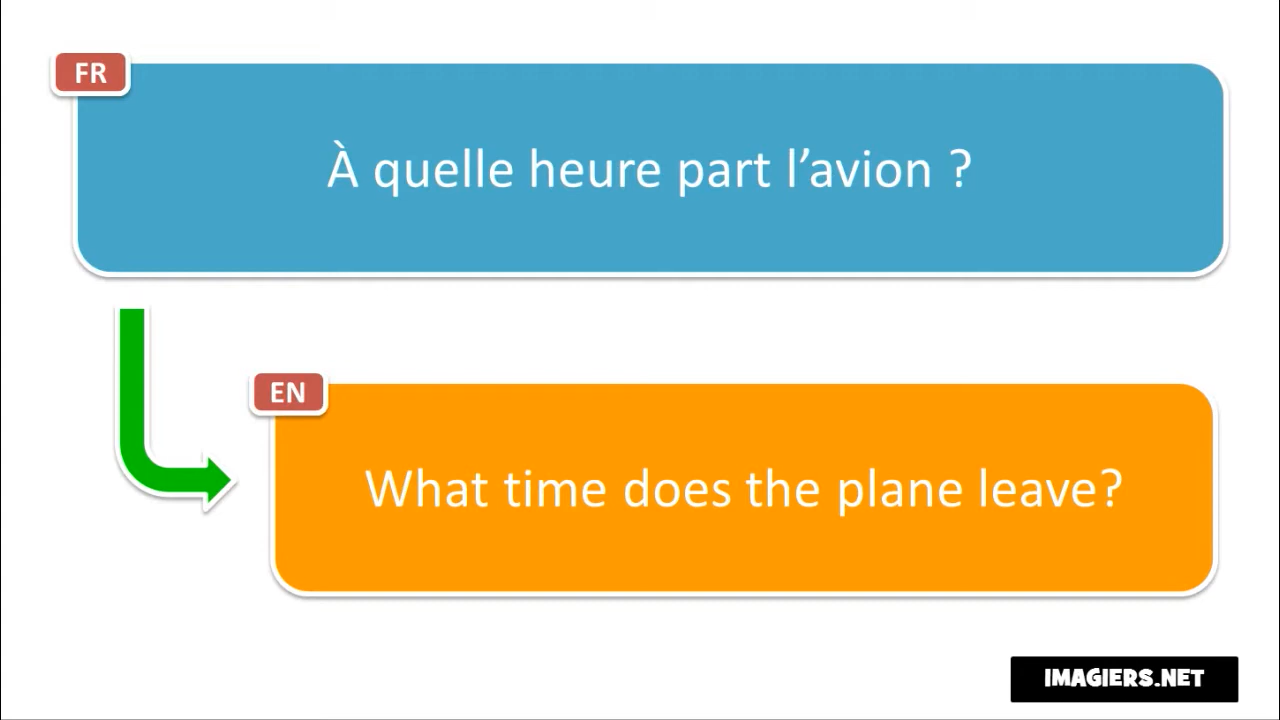 FR
À quelle heure part l’avion ?
EN
What time does the plane leave?
IMAGIERS.NET